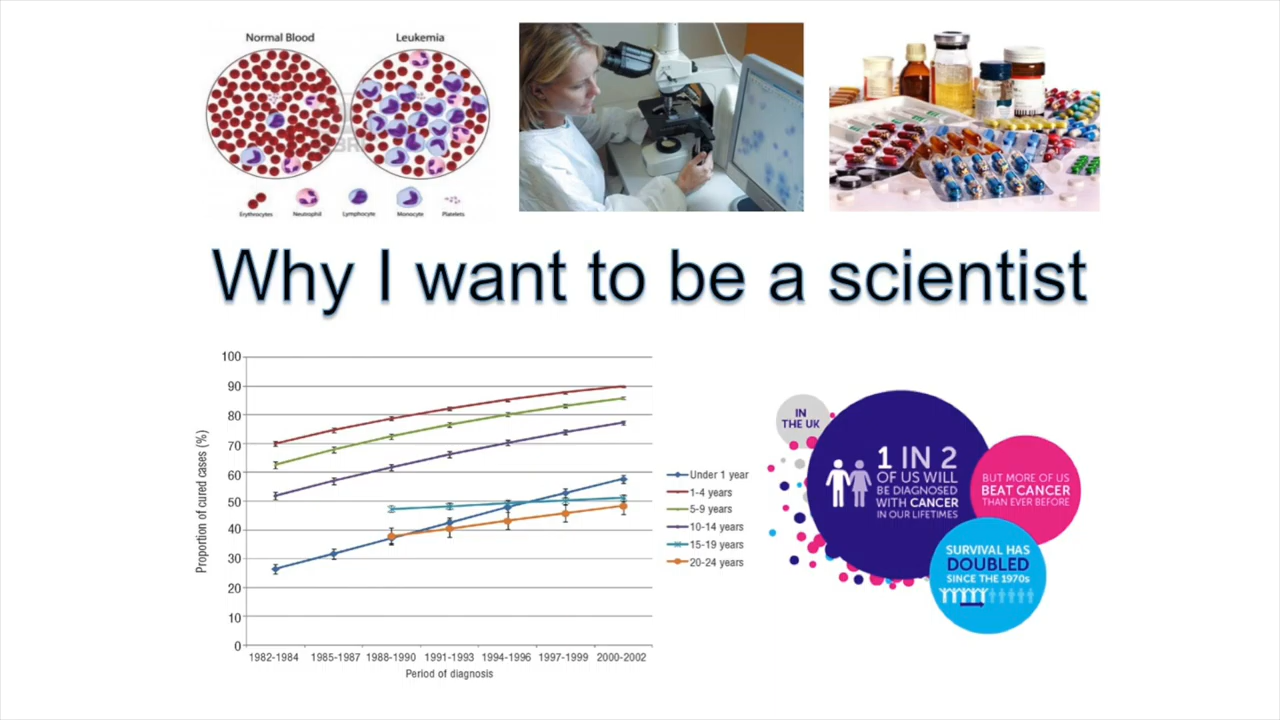 Normal Blood
Leukemia
Erythrocytes
Neutrophil
Lymphocyte
Monocyte
Platelets
Why I want to be a scientist
Proportion of cured cases (%)
100
90
80
70
60
50
40
30
20
10
0
1982-1984
1985-1987
1988-1990
1991-1993
1994-1996
1997-1999
2000-2002
Period of diagnosis
Under 1 year
1-4 years
5-9 years
10-14 years
15-19 years
20-24 years
IN
THE UK
1 IN 2
OF US WILL
BE DIAGNOSED
WITH CANCER
IN OUR LIFETIMES
BUT MORE OF US
BEAT CANCER
THAN EVER BEFORE
SURVIVAL HAS
DOUBLED
SINCE THE 1970s